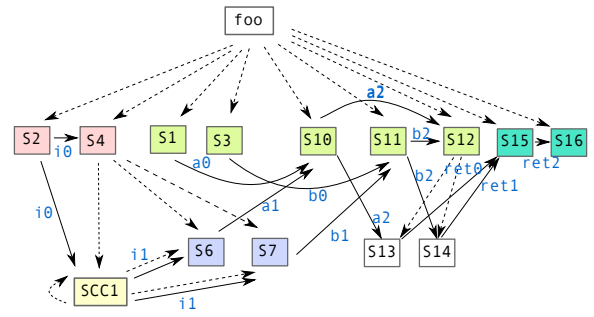 foo
a2
S2
S4
S1
S3
S10
S11
S12
S15
S16
i0
b2
a0
b0
b2
ret0
ret2
ret1
i0
a1
a2
b1
i1
S6
S7
S13
S14
SCC1
i1